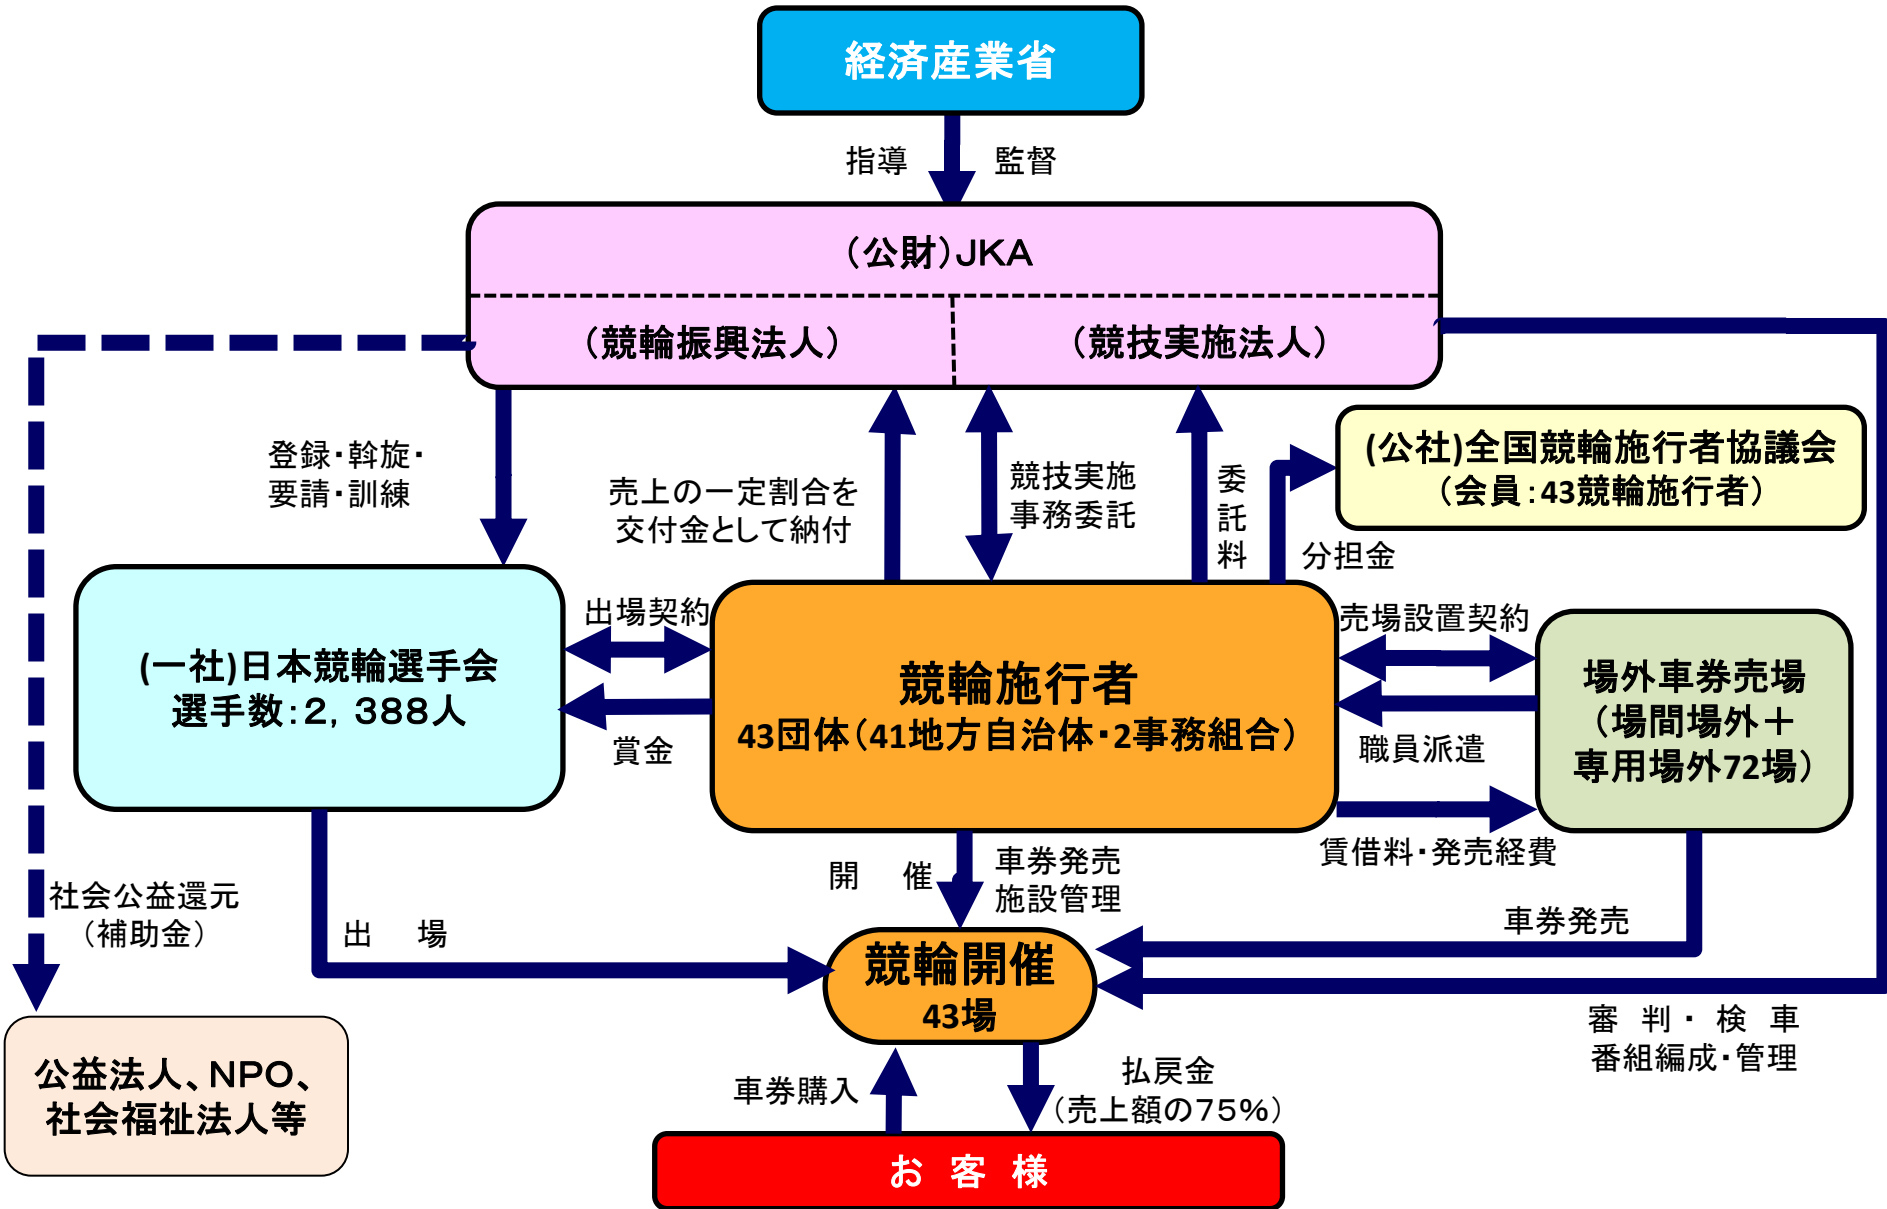 経済産業省
指導　監督
（公財）ＪＫＡ
（競輪振興法人）
（競技実施法人）
登録・幹旋・
要請・訓練
売上の一定割合を
交付金として納付
競技実施
事務委託
委
託
料
(公社)全国競輪施行者協議会
（会員：43競輪施行者）
分担金
(一社)日本競輪選手会
選手数：２，３８８人
出場契約
賞金
競輪施行者
43団体（41地方自治体・2事務組合）
売場設置契約
職員派遣
賃借料・発売経費
場外車券売場
（場間場外＋
専用場外72場）
開　催
車券発売
施設管理
社会公益還元
（補助金）
出　場
車券発売
競輪開催
43場
審　判・　検　車
番組編成・管理
公益法人、ＮＰＯ、
社会福祉法人等
車券購入
払戻金
（売上額の７５％）
お　客　様